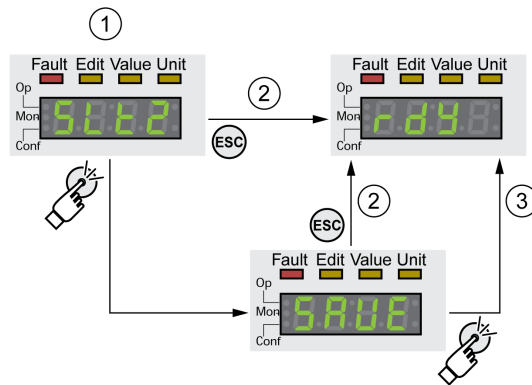 1
Fault Edit Value Unit
Op
Mon
Conf
SLt2
2
ESC
Fault Edit Value Unit
Op
Mon
Conf
rdy
ESC
2
3
Fault Edit Value Unit
Op
Mon
Conf
SAVE